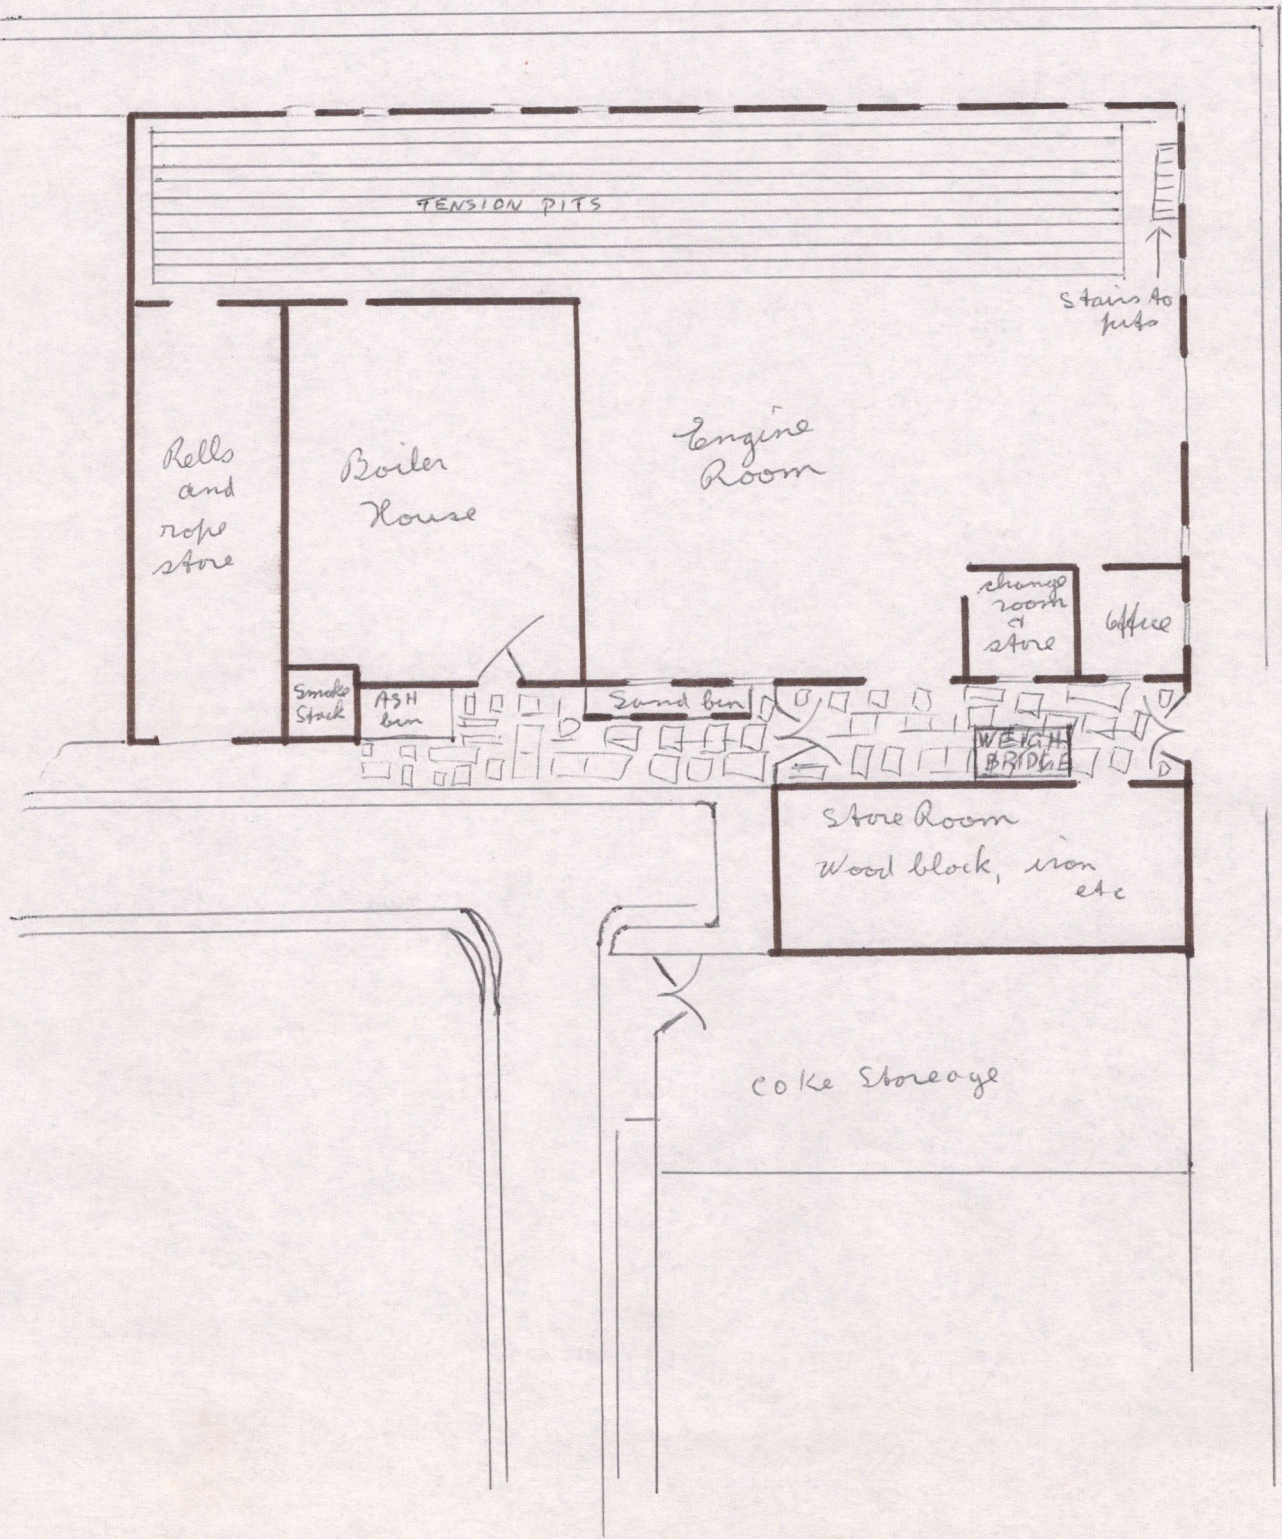 TENSION PITS
Stairs to
pits
Engine
Room
Rells
and
rope
store
Boiler
House
change
room
&
store
Office
Smoke
Stack
ASH
bin
Sand bin
WEIGH
BRIDGE
Store Room
Wood block, iron
etc
Coke Storeage